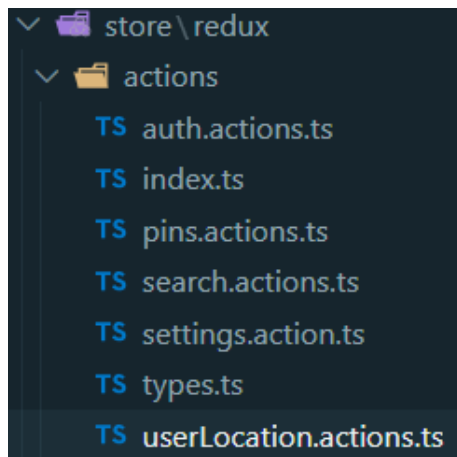 store\redux
actions
TS auth.actions.ts
TS index.ts
TS pins.actions.ts
TS search.actions.ts
TS settings.action.ts
TS types.ts
TS userLocation.actions.ts